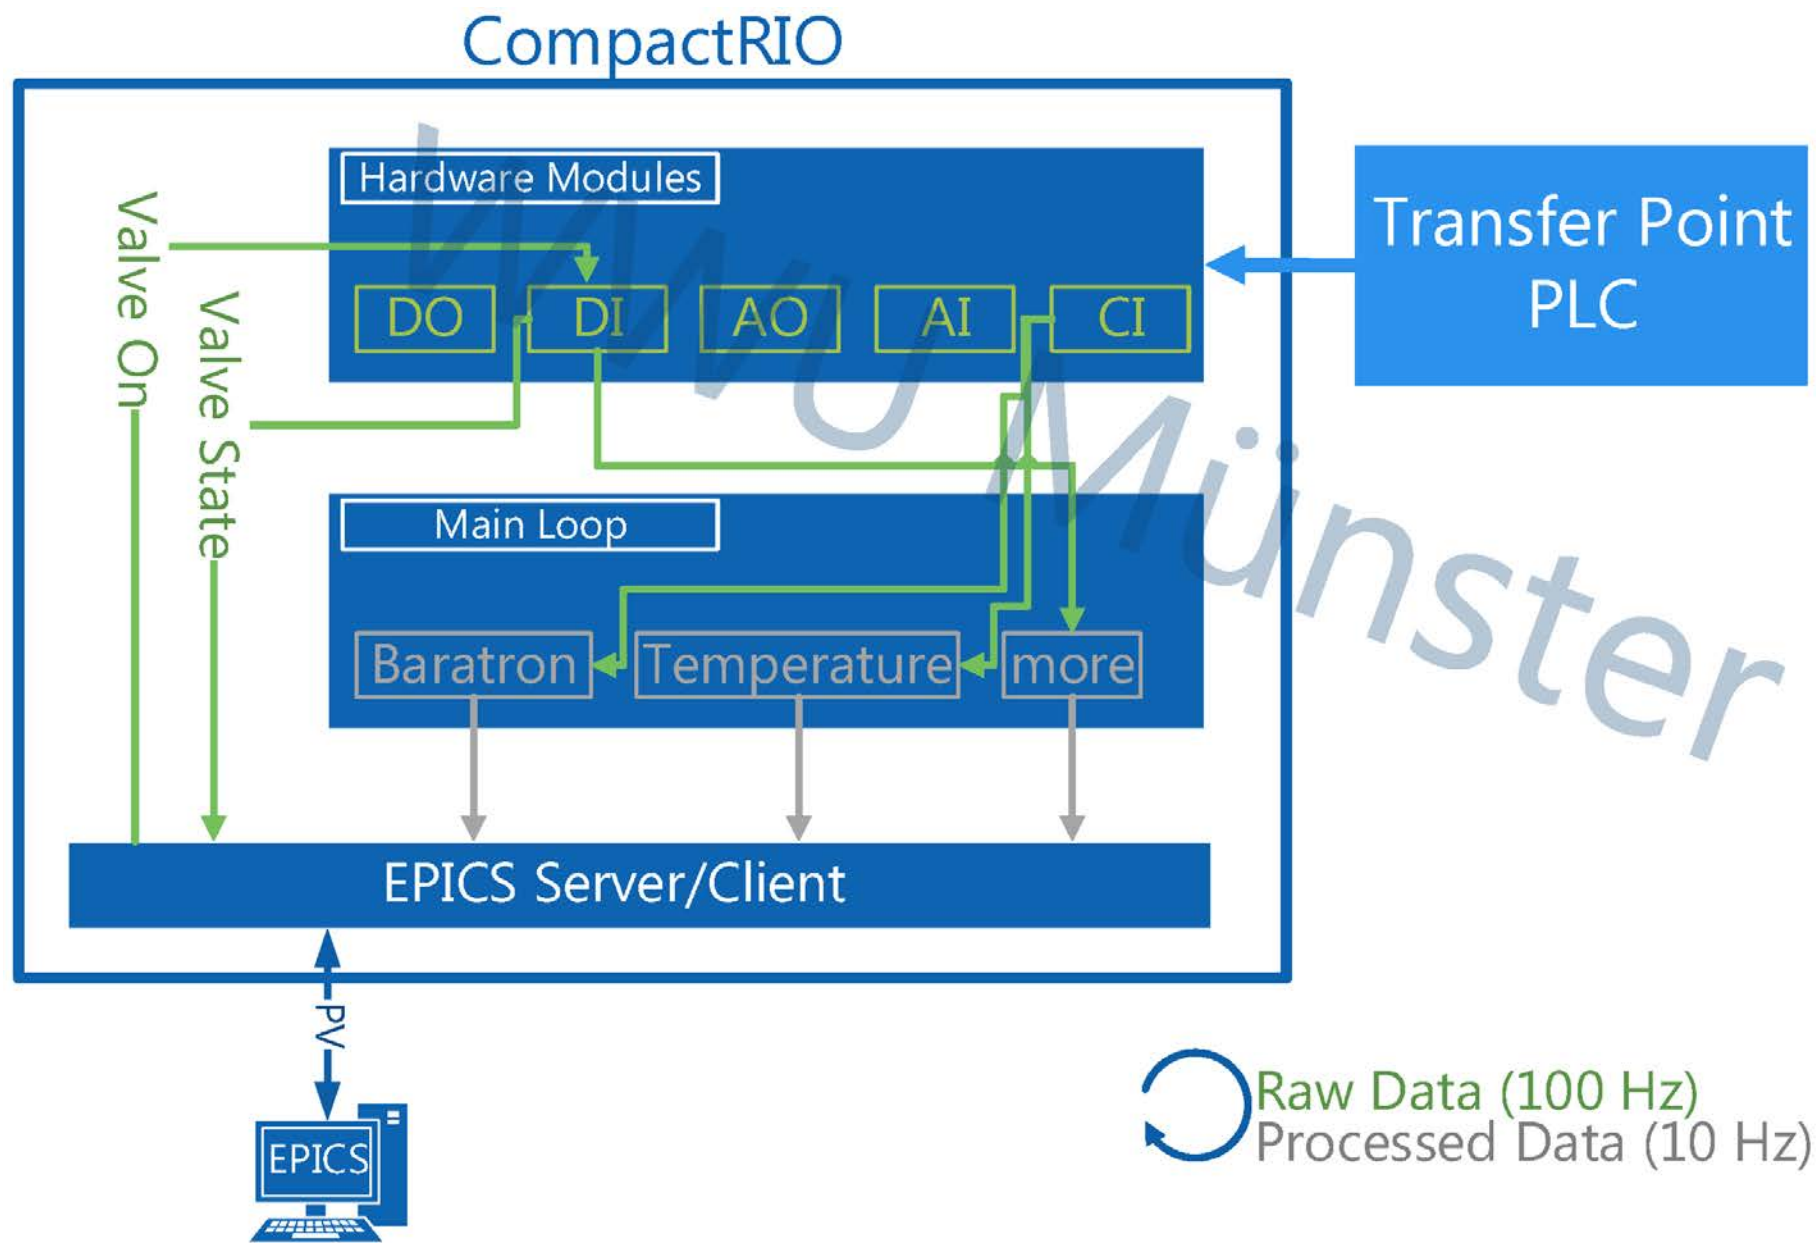 CompactRIO
Hardware Modules
Transfer Point
PLC
Valve On
Valve State
DO
DI
AO
AI
CI
Main Loop
Baratron
Temperature
more
EPICS Server/Client
PV
EPICS
Raw Data (100 Hz)
Processed Data (10 Hz)
WWU Münster